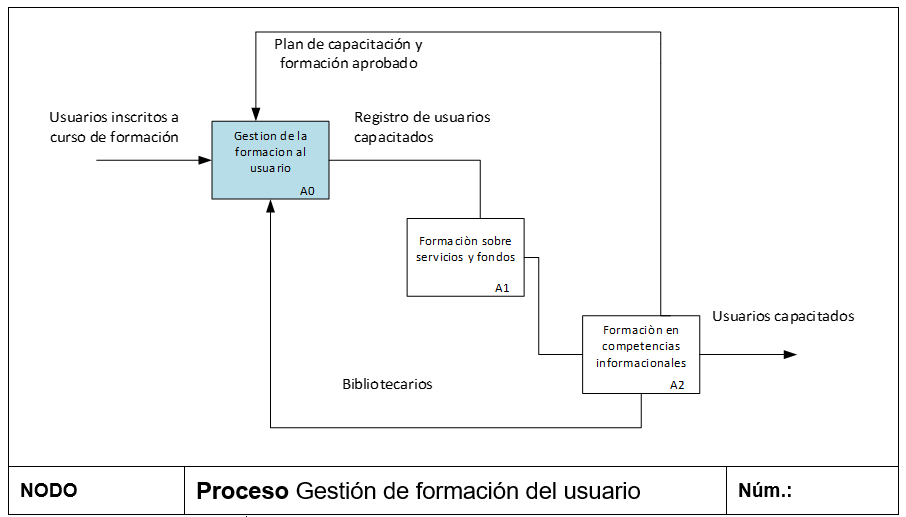 Plan de capacitación y
formación aprobado
Usuarios inscritos a
curso de formación
Registro de usuarios
capacitados
Gestion de la
formacion al
usuario
A0
Formaciòn sobre
servicios y fondos
A1
Usuarios capacitados
Formaciòn en
competencias
informacionales
A2
Bibliotecarios
NODO
Proceso Gestión de formación del usuario
Núm.: